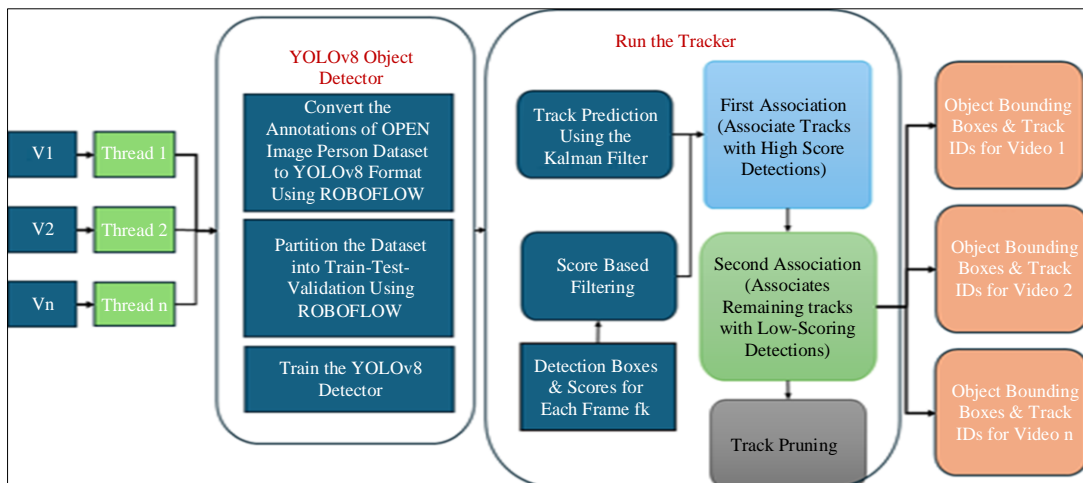 V1
Thread 1
V2
Thread 2
Vn
Thread n
YOLOv8 Object
Detector
Convert the
Annotations of OPEN
Image Person Dataset
to YOLOv8 Format
Using ROBOFLOW
Partition the Dataset
into Train-Test-
Validation Using
ROBOFLOW
Train the YOLOv8
Detector
Run the Tracker
Track Prediction
Using the
Kalman Filter
Score Based
Filtering
Detection Boxes
& Scores for
Each Frame fk
First Association
(Associate Tracks
with High Score
Detections)
Second Association
(Associates
Remaining tracks
with Low-Scoring
Detections)
Track Pruning
Object Bounding
Boxes & Track
IDs for Video 1
Object Bounding
Boxes & Track
IDs for Video 2
Object Bounding
Boxes & Track
IDs for Video n